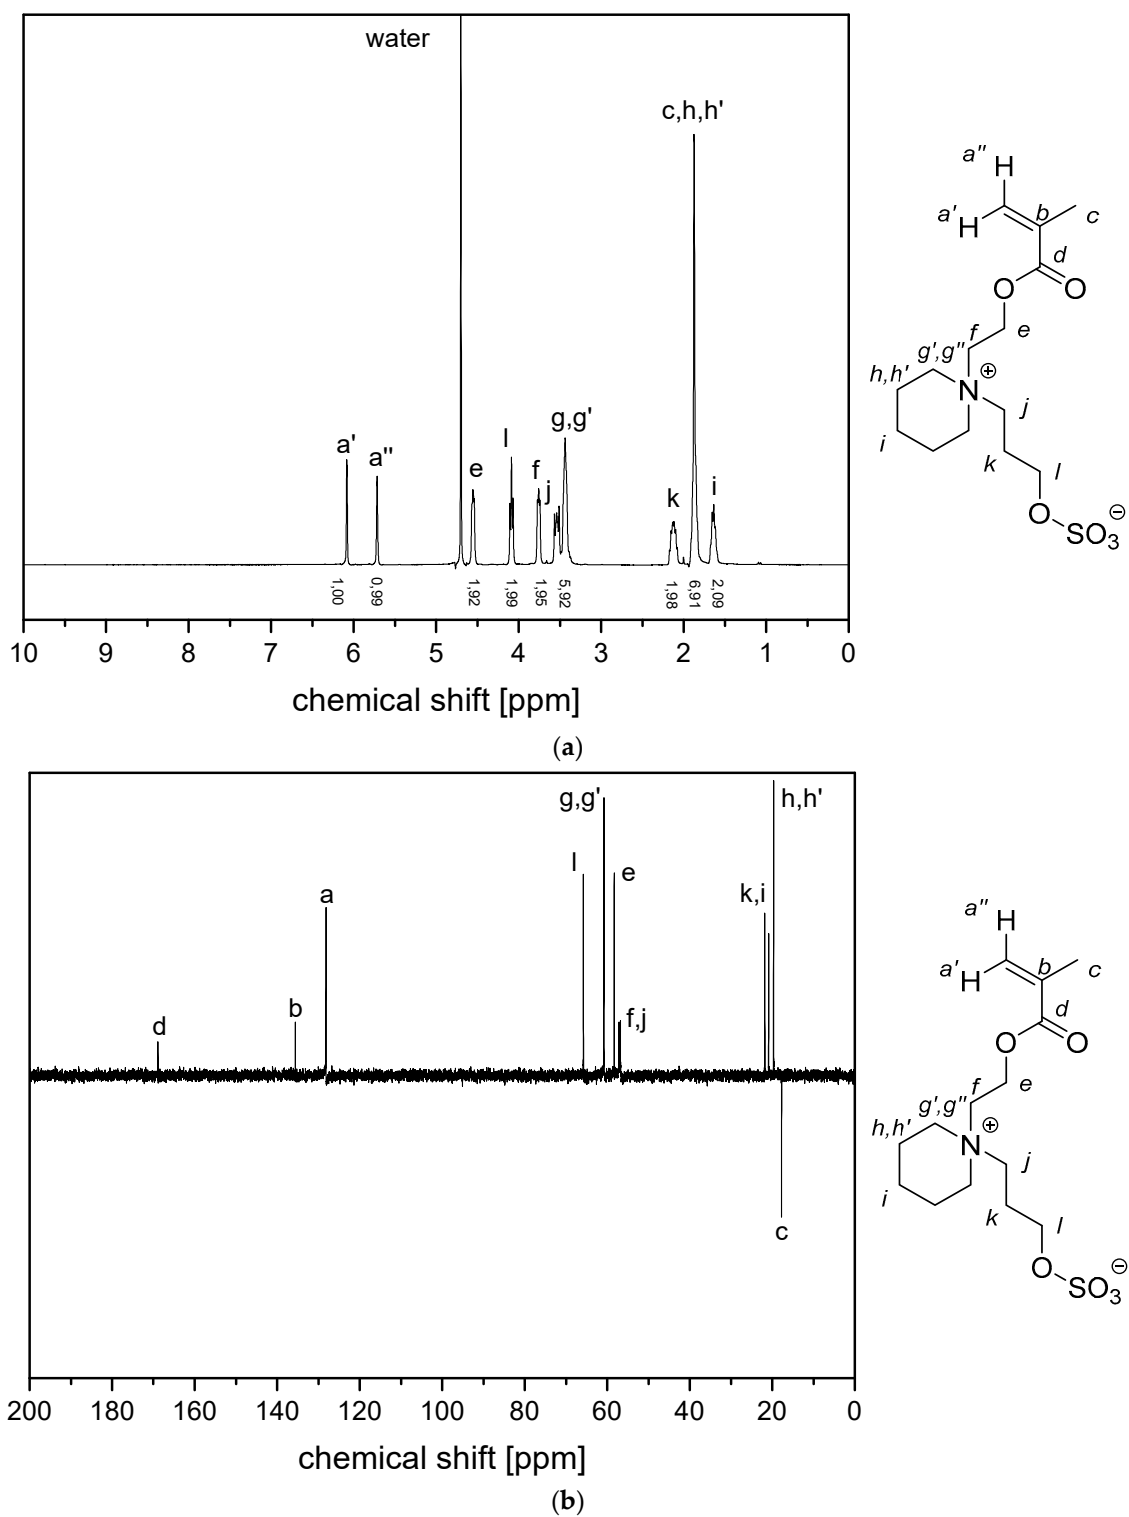 water
c,h,h'
a'
a''
e
l
f
j
g,g'
k
i
1,00
0,99
1,92
1,99
1,95
5,92
1,98
6,91
2,09
10 9 8 7 6 5 4 3 2 1 0
chemical shift [ppm]
a''
H
a'
H
b
c
d
O
O
f
e
g',g''
h,h'
N
⊕
j
i
k
l
O
SO3
⊖
(a)
g,g'
h,h'
l
e
k,i
a
f,j
b
d
c
200 180 160 140 120 100 80 60 40 20 0
chemical shift [ppm]
a''
H
a'
H
b
c
d
O
O
f
e
g',g''
h,h'
N
⊕
j
i
k
l
O
SO3
⊖
(b)